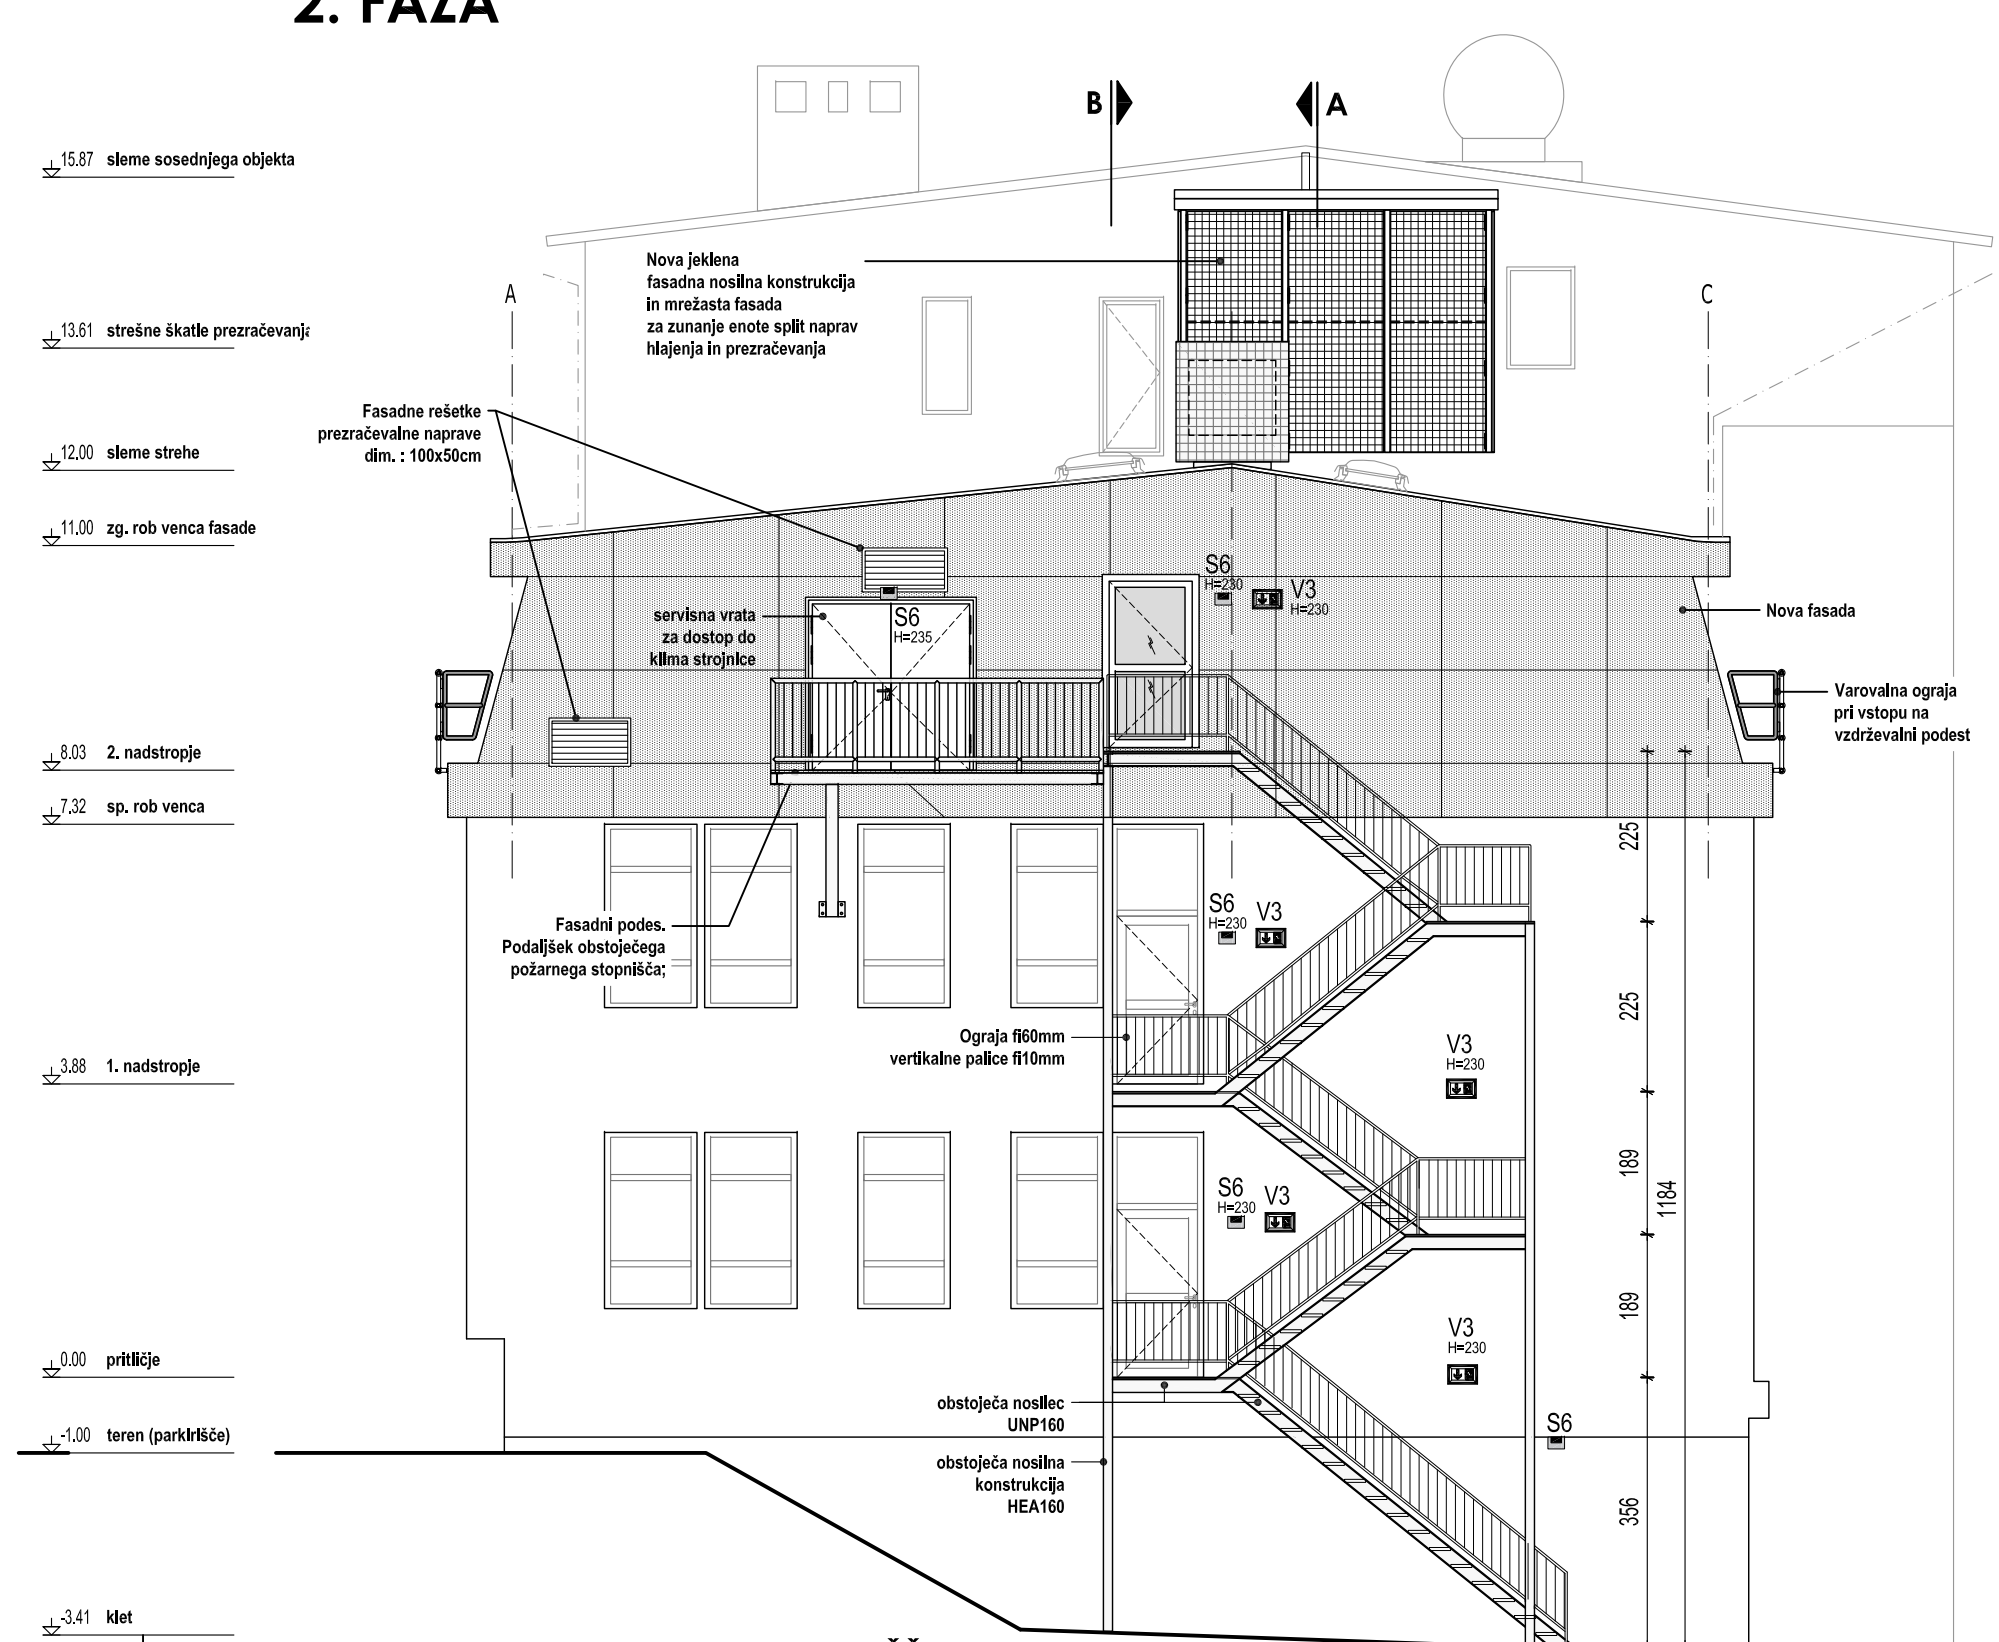 2. FAZA
B
A
15.87 sleme sosednjega objekta
Nova jeklena
fasadna nosilna konstrukcija
in mrežasta fasada
za zunanje enote split naprav
hlajenja in prezračevanja
A
C
13.61 strešne škatle prezračevanja
Fasadne rešetke
prezračevalne naprave
dim. : 100x50cm
12.00 sleme strehe
11.00 zg. rob venca fasade
S6
H=230
V3
H=230
servisna vrata
za dostop do
klima strojnice
S6
H=235
Nova fasada
Varovalna ograja
pri vstopu na
vzdrževalni podest
8.03 2. nadstropje
7.32 sp. rob venca
225
Fasadni podes.
Podaljšek obstoječega
požarnega stopnišča;
S6
H=230
V3
225
Ograja fi60mm
vertikalne palice fi10mm
V3
H=230
3.88 1. nadstropje
189
1184
S6
H=230
V3
189
V3
H=230
0.00 pritličje
obstoječa nosilec
UNP160
S6
-1.00 teren (parkirišče)
obstoječa nosilna
konstrukcija
HEA160
356
-3.41 klet